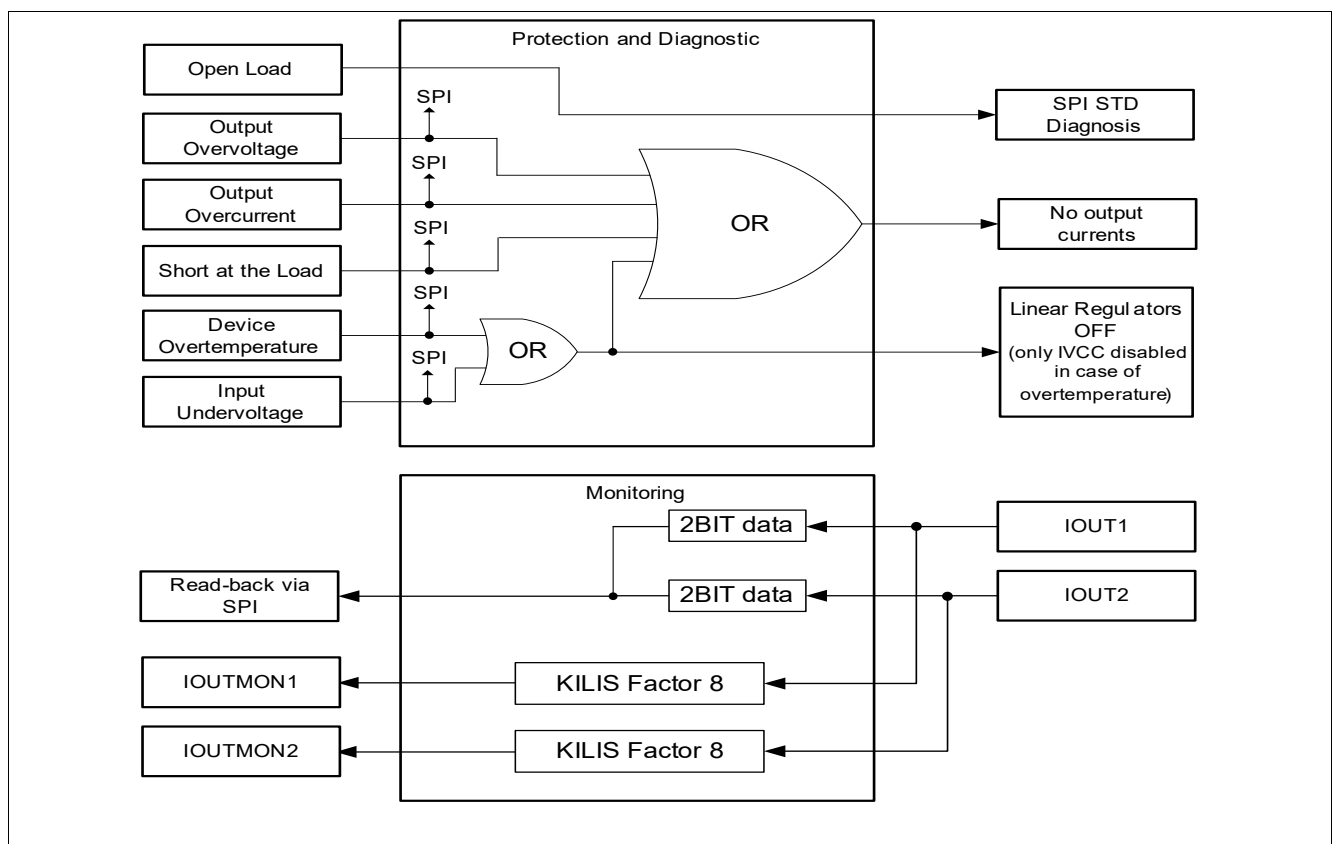 Protection and Diagnostic
Open Load
SPI
SPI STD
Diagnosis
Output
Overvoltage
SPI
Output
Overcurrent
OR
No output
currents
SPI
Short at the Load
SPI
Device
Overtemperature
OR
Linear Regulators
OFF
(only IVCC disabled
in case of
overtemperature)
SPI
Input
Undervoltage
Monitoring
2BIT data
IOUT1
Read-back via
SPI
2BIT data
IOUT2
IOUTMON1
KILIS Factor 8
IOUTMON2
KILIS Factor 8